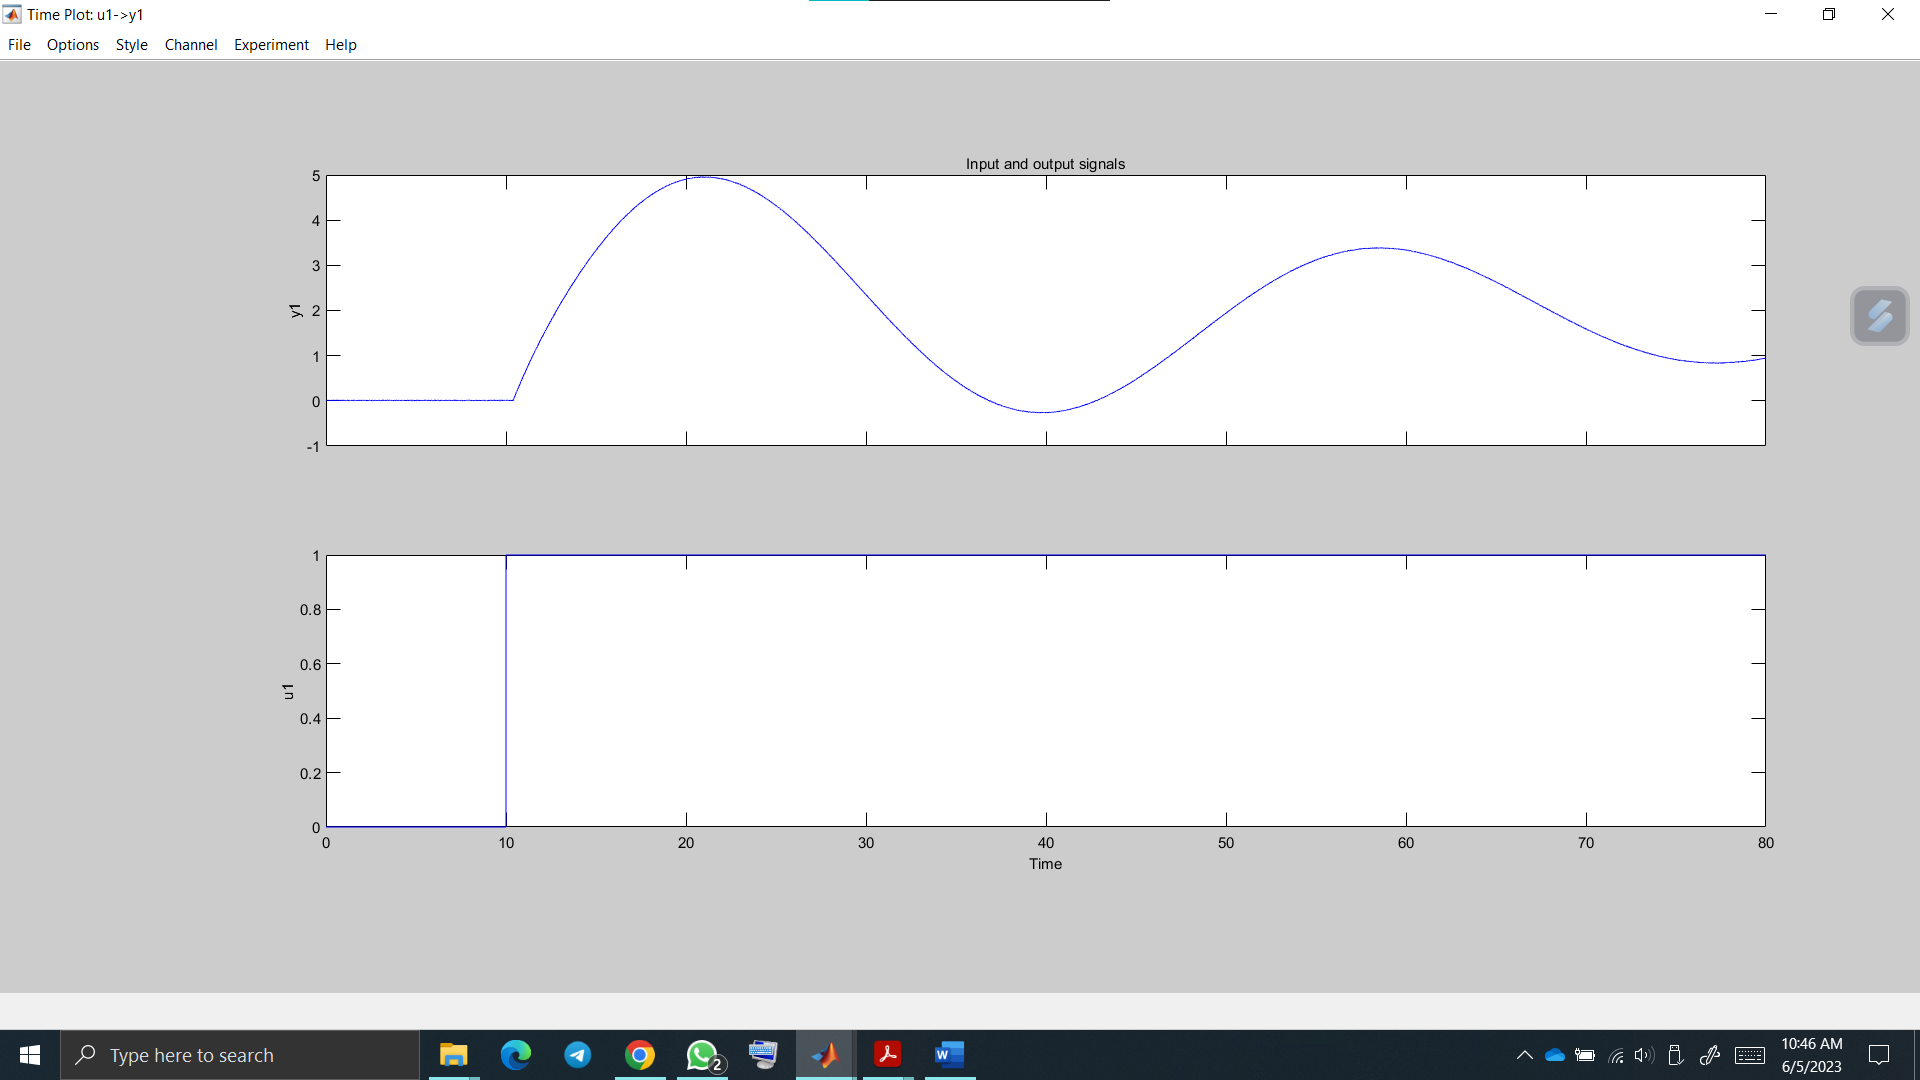 Time Plot: u1->y1
File Options Style Channel Experiment Help
Input and output signals
5
4
3
2
1
0
-1
y1
1
0.8
0.6
0.4
0.2
0
u1
0 10 20 30 40 50 60 70 80
Time
Type here to search
2
W
10:46 AM
6/5/2023